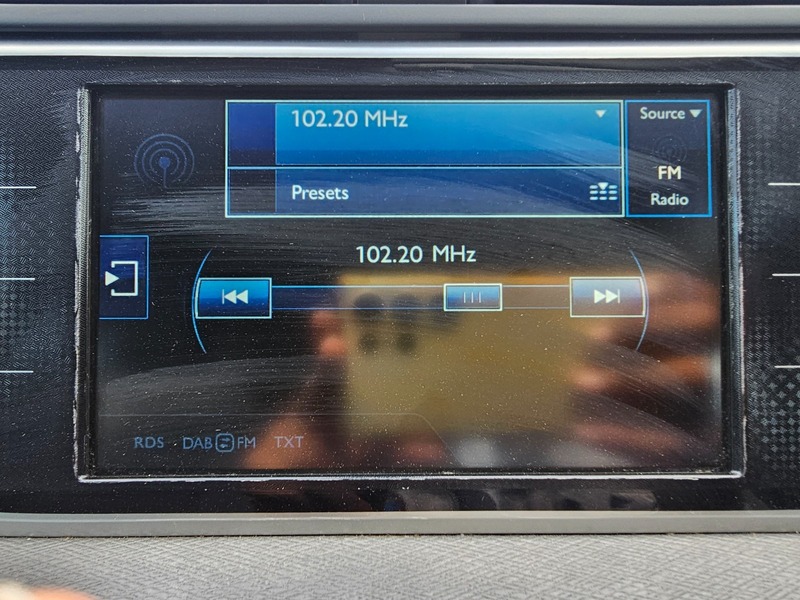 102.20 MHz
Source
Presets
FM
Radio
102.20 MHz
RDS DAB FM TXT